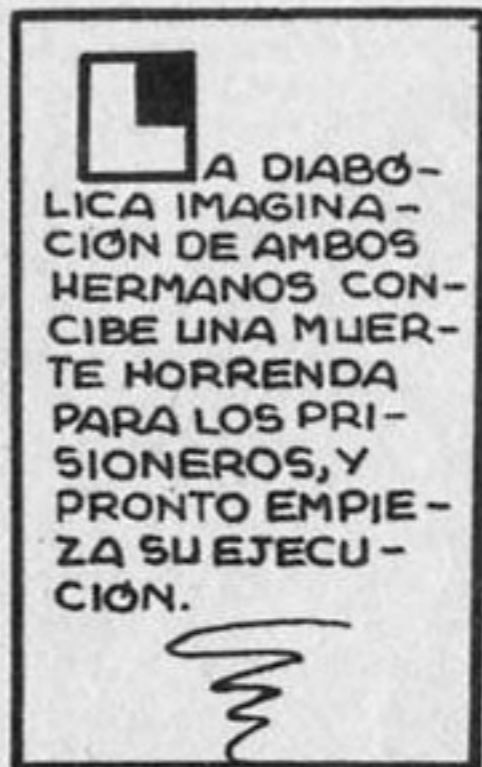 LA DIABÓ-
LICA IMAGINA-
CIÓN DE AMBOS
HERMANOS CON-
CIBE UNA MUER-
TE HORRENDA
PARA LOS PRI-
SIONEROS, Y
PRONTO EMPIE-
ZA SU EJECU-
CIÓN.